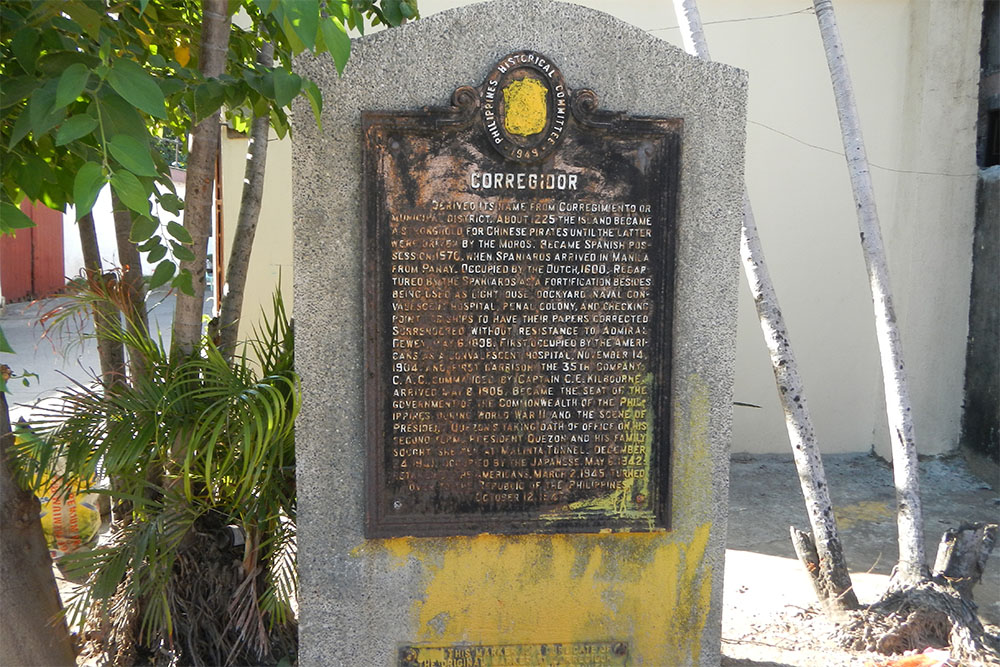 PHILIPPINES HISTORICAL COMMITTEE
1949
CORREGIDOR
DERIVED ITS NAME FROM CORREGIMIENTO OR
MUNICIPAL DISTRICT. ABOUT 1225 THE ISLAND BECAME
A STRONGHOLD FOR CHINESE PIRATES UNTIL THE LATTER
WERE DRIVEN BY THE MOROS. BECAME SPANISH POS-
SESSION, 1570, WHEN SPANIARDS ARRIVED IN MANILA
FROM PANAY. OCCUPIED BY THE DUTCH, 1600. RECAP-
TURED BY THE SPANIARDS AS A FORTIFICATION BESIDES
BEING USED AS LIGHTHOUSE, DOCKYARD, NAVAL CON-
VALESCENT HOSPITAL, PENAL COLONY, AND CHECKING
POINT FOR SHIPS TO HAVE THEIR PAPERS CORRECTED
SURRENDERED WITHOUT RESISTANCE TO ADMIRAL
DEWEY, MAY 6, 1898. FIRST OCCUPIED BY THE AMERI-
CANS AS A CONVALESCENT HOSPITAL, NOVEMBER 14,
1904. AND FIRST GARRISON, THE 35TH COMPANY,
C.A.C., COMMANDED BY CAPTAIN C.E. KILBOURNE,
ARRIVED MAY 8, 1908. BECAME THE SEAT OF THE
GOVERNMENT OF THE COMMONWEALTH OF THE PHIL-
IPPINES DURING WORLD WAR II AND THE SCENE OF
PRESIDENT QUEZON'S TAKING OATH OF OFFICE ON HIS
SECOND TERM. PRESIDENT QUEZON AND HIS FAMILY
SOUGHT SHELTER AT MALINTA TUNNEL, DECEMBER
24, 1941. OCCUPIED BY THE JAPANESE, MAY 6, 1942.
RETAKEN BY THE AMERICANS, MARCH 2, 1945. TURNED
OVER TO THE REPUBLIC OF THE PHILIPPINES,
OCTOBER 12, 194
THIS MARKER IS A DUPLICATE OF
THE ORIGINAL MARKER
PREMIUM